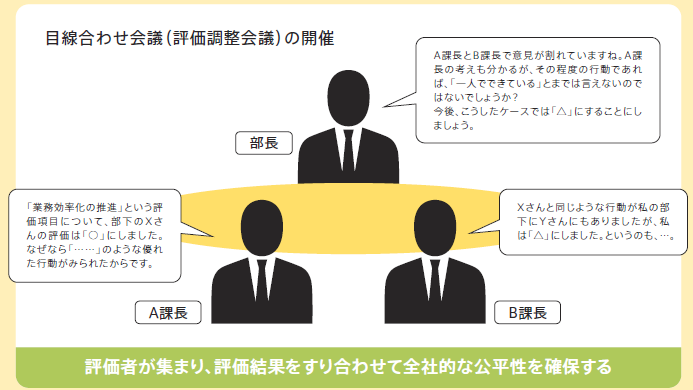 目線合わせ会議(評価調整会議)の開催
A課長とB課長で意見が割れていますね。A課
長の考えも分かるが、その程度の行動であれ
ば、「一人でできている」とまでは言えないので
はないでしょうか?
今後、こうしたケースでは「△」にすることにし
ましょう。
部長
「業務効率化の推進」という評
価項目について、部下のXさ
んの評価は「○」にしました。
なぜなら「……」のような優れ
た行動がみられたからです。
Xさんと同じような行動が私の部
下にYさんにもありましたが、私
は「△」にしました。というのも、…。
A課長
B課長
評価者が集まり、評価結果をすり合わせて全社的な公平性を確保する